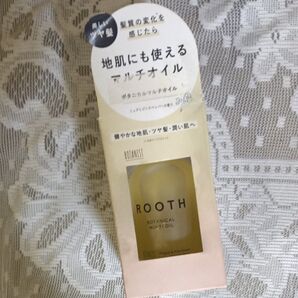 美しい
ツヤ髪
髪質の変化を
感じたら
地肌にも使える
マルチオイル
ボタニカルマルチオイル
健やかな地肌・ツヤ髪・潤い肌へ
BOTANIST
ROOTH
BOTANICAL
MULTI OIL